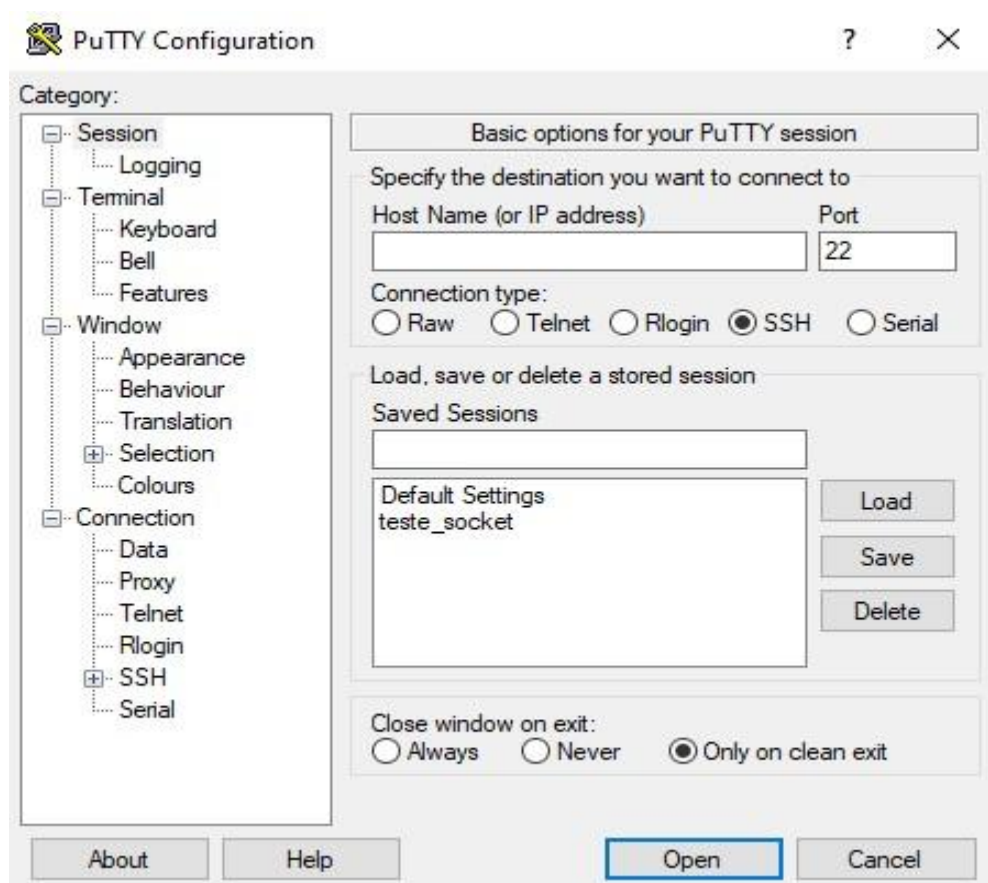 PuTTY Configuration
?
Category:
Session
Logging
Terminal
Keyboard
Bell
Features
Window
Appearance
Behaviour
Translation
Selection
Colours
Connection
Data
Proxy
Telnet
Rlogin
SSH
Serial
Basic options for your PuTTY session
Specify the destination you want to connect to
Host Name (or IP address) Port
22
Connection type:
Raw Telnet Rlogin SSH Serial
Load, save or delete a stored session
Saved Sessions
Default Settings
teste_socket
Load
Save
Delete
Close window on exit:
Always Never Only on clean exit
About Help Open Cancel